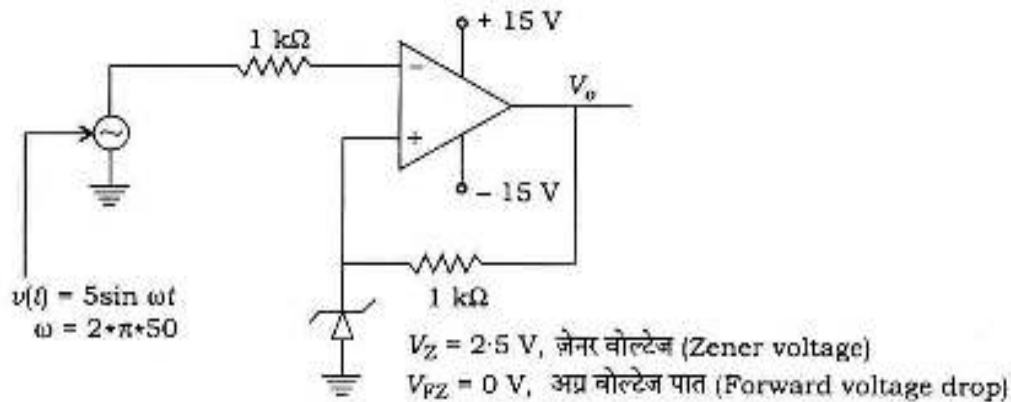 + 15 V
1 kΩ
−
V₀
+
− 15 V
1 kΩ
v(t) = 5sin ωt
ω = 2*π*50
V_Z = 2·5 V, ज़ेनर वोल्टेज (Zener voltage)
V_FZ = 0 V, अग्र वोल्टेज पात (Forward voltage drop)